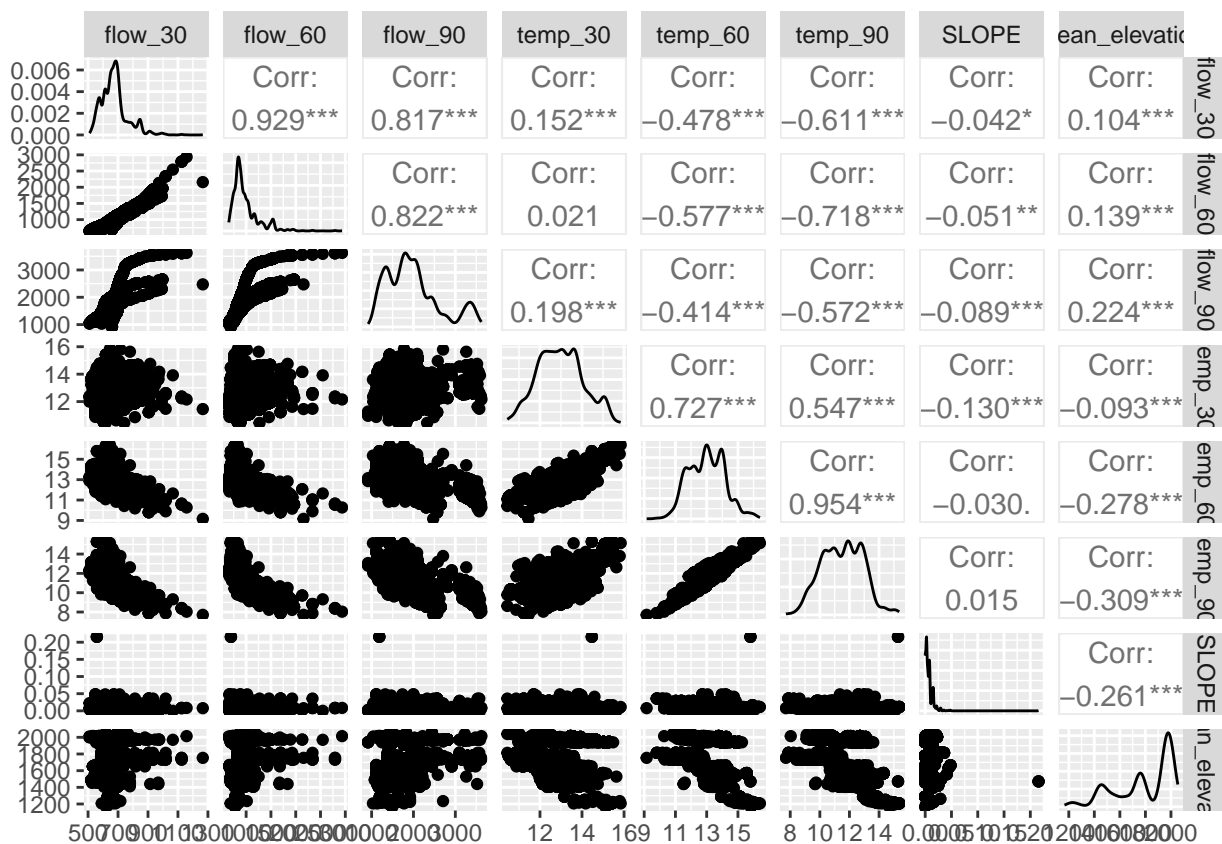 flow_30 flow_60 flow_90 temp_30 temp_60 temp_90 SLOPE ean_elevatic
0.006 0.004 0.002 0.000 Corr: Corr: Corr: Corr: Corr: Corr: Corr: flow_30
0.929*** 0.817*** 0.152*** −0.478*** −0.611*** −0.042* 0.104***
3000 2000 1500 1000 Corr: Corr: Corr: Corr: Corr: Corr: flow_60
0.822*** 0.021 −0.577*** −0.718*** −0.051** 0.139***
3000 2000 1000 Corr: Corr: Corr: Corr: Corr: flow_90
0.198*** −0.414*** −0.572*** −0.089*** 0.224***
16 14 12 Corr: Corr: Corr: Corr: emp_30
0.727*** 0.547*** −0.130*** −0.093***
15 13 11 9 Corr: Corr: Corr: emp_60
0.954*** −0.030. −0.278***
14 12 10 8 Corr: Corr: emp_90
0.015 −0.309***
0.20 0.15 0.10 0.05 0.00 Corr: SLOPE
−0.261***
2000 1800 1600 1400 1200 n_eleva
500 700 900 2000 3000 12 14 16 9 11 13 15 8 10 12 14